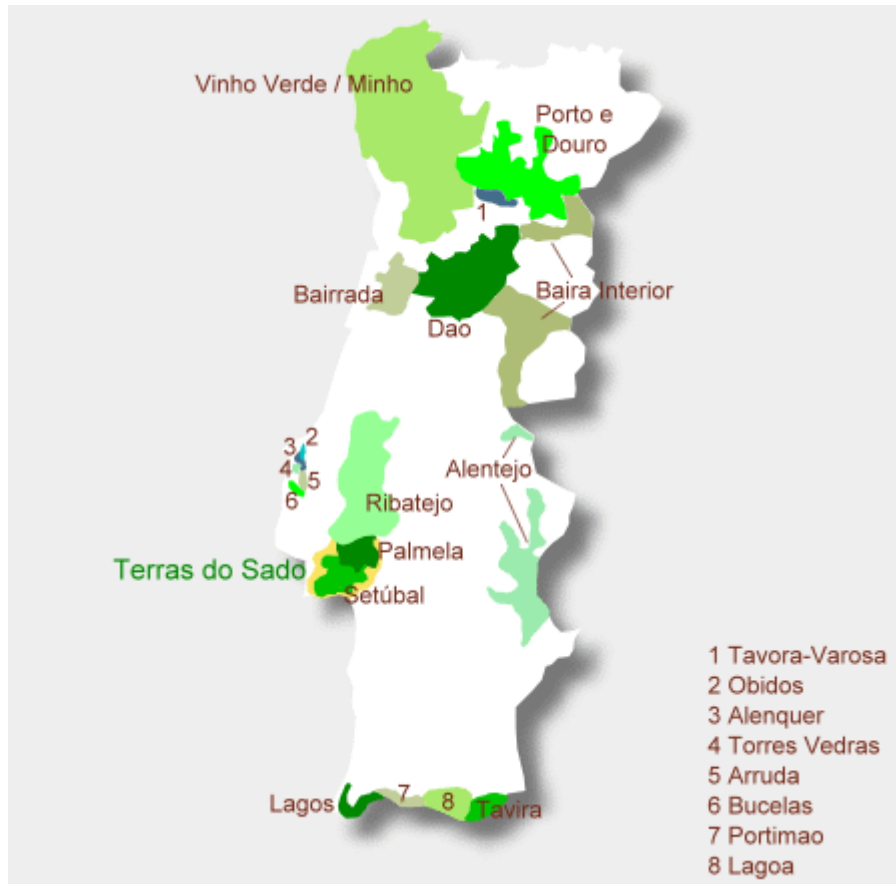 Vinho Verde / Minho
Porto e
Douro
1
Bairrada
Baira Interior
Dao
2
3
4
5
6
Alentejo
Ribatejo
Palmela
Terras do Sado
Setúbal
Lagos
7
8
Tavira
1 Tavora-Varosa
2 Obidos
3 Alenquer
4 Torres Vedras
5 Arruda
6 Bucelas
7 Portimao
8 Lagoa